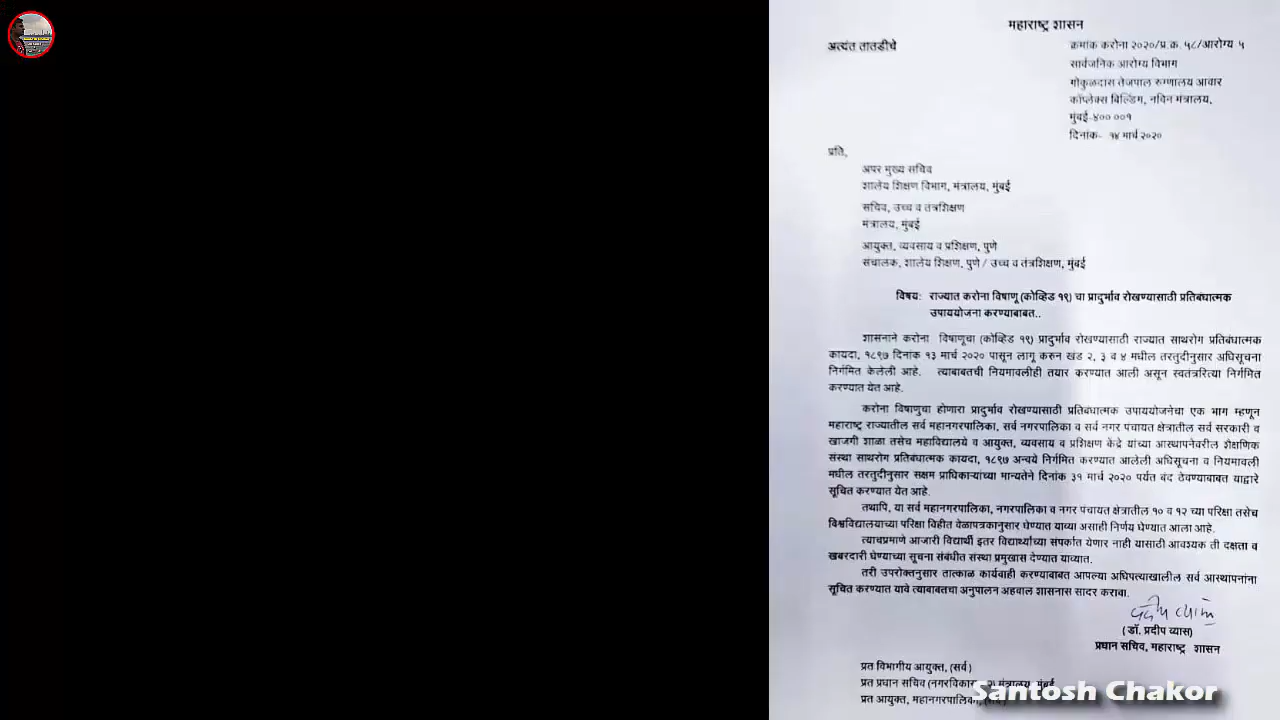 महाराष्ट्र शासन
अत्यंत तातडीचे
क्रमांक करोना २०२०/प्र.क्र. ५८/आरोग्य ५
सार्वजनिक आरोग्य विभाग
गोकुळदास तेजपाल रुग्णालय आवार
कॉप्लेक्स बिल्डिंग, नविन मंत्रालय,
मुंबई-४०० ००१
दिनांक- १४ मार्च २०२०
प्रति,
अपर मुख्य सचिव
शालेय शिक्षण विभाग, मंत्रालय, मुंबई
सचिव, उच्च व तंत्रशिक्षण
मंत्रालय, मुंबई
आयुक्त, व्यवसाय व प्रशिक्षण, पुणे
संचालक, शालेय शिक्षण, पुणे / उच्च व तंत्रशिक्षण, मुंबई
विषय: राज्यात करोना विषाणू (कोव्हिड १९) चा प्रादुर्भाव रोखण्यासाठी प्रतिबंधात्मक
उपाययोजना करण्याबाबत..
शासनाने करोना विषाणूचा (कोव्हिड १९) प्रादुर्भाव रोखण्यासाठी राज्यात साथरोग प्रतिबंधात्मक
कायदा, १८९७ दिनांक १३ मार्च २०२० पासून लागू करुन खंड २, ३ व ४ मधील तरतुदीनुसार अधिसूचना
निर्गमित केलेली आहे. त्याबाबतची नियमावलीही तयार करण्यात आली असून स्वतंत्ररित्या निर्गमित
करण्यात येत आहे.
करोना विषाणुचा होणारा प्रादुर्भाव रोखण्यासाठी प्रतिबंधात्मक उपाययोजनेचा एक भाग म्हणून
महाराष्ट्र राज्यातील सर्व महानगरपालिका, सर्व नगरपालिका व सर्व नगर पंचायत क्षेत्रातील सर्व सरकारी व
खाजगी शाळा तसेच महाविद्यालये व आयुक्त, व्यवसाय व प्रशिक्षण केंद्रे यांच्या आस्थापनेवरील शैक्षणिक
संस्था साथरोग प्रतिबंधात्मक कायदा, १८९७ अन्वये निर्गमित करण्यात आलेली अधिसूचना व नियमावली
मधील तरतुदीनुसार सक्षम प्राधिकाऱ्यांच्या मान्यतेने दिनांक ३१ मार्च २०२० पर्यंत बंद ठेवण्याबाबत याद्वारे
सूचित करण्यात येत आहे.
तथापि, या सर्व महानगरपालिका, नगरपालिका व नगर पंचायत क्षेत्रातील १० व १२ च्या परिक्षा तसेच
विश्वविद्यालयाच्या परिक्षा विहीत वेळापत्रकानुसार घेण्यात याव्या असाही निर्णय घेण्यात आला आहे.
त्याचप्रमाणे आजारी विद्यार्थी इतर विद्यार्थ्यांच्या संपर्कात येणार नाही यासाठी आवश्यक ती दक्षता व
खबरदारी घेण्याच्या सूचना संबंधीत संस्था प्रमुखास देण्यात याव्यात.
तरी उपरोक्तनुसार तात्काळ कार्यवाही करण्याबाबत आपल्या अधिपत्याखालील सर्व आस्थापनांना
सूचित करण्यात यावे त्याबाबतचा अनुपालन अहवाल शासनास सादर करावा.
(डॉ. प्रदीप व्यास)
प्रधान सचिव, महाराष्ट्र शासन
प्रत विभागीय आयुक्त, (सर्व)
प्रत प्रधान सचिव (नगरविकास २) मंत्रालय, मुंबई
प्रत आयुक्त, महानगरपालिका,
Santosh Chakor